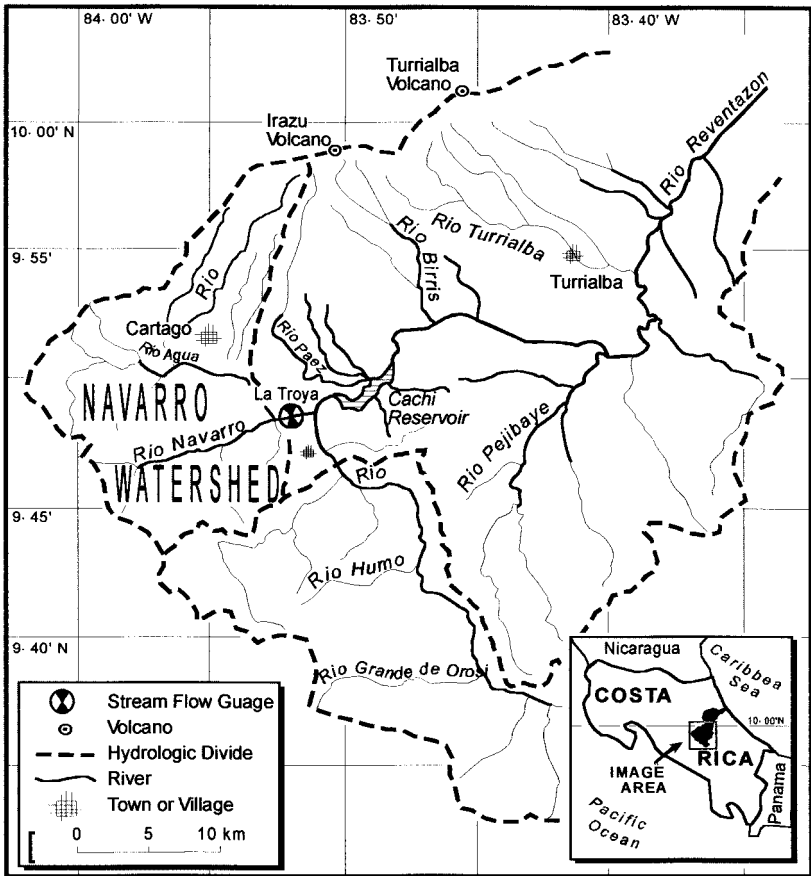 84° 00' W
83° 50'
83° 40'
Turrialba
Volcano
10° 00' N
Irazu
Volcano
Rio Reventazon
9° 55'
Rio
Rio Birris
Rio Turrialba
Turrialba
Cartago
Rio Agua
Rio Paez
NAVARRO
La Troya
Cachi
Reservoir
Rio Navarro
Rio Pejibaye
WATERSHED
Rio
9° 45'
Rio Humo
9° 40' N
Rio Grande de Orosi
Stream Flow Guage
Volcano
Hydrologic Divide
River
Town or Village
0 5 10 km
Nicaragua
Caribbea
Sea
COSTA
10° 00'N
RICA
IMAGE
AREA
Panama
Pacific
Ocean